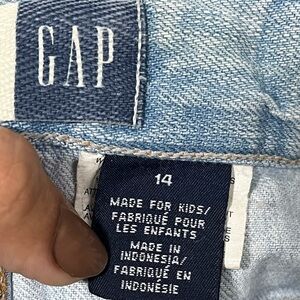 GAP
14
MADE FOR KIDS/
FABRIQUÉ POUR
LES ENFANTS
MADE IN
INDONESIA/
FABRIQUÉ EN
INDONÉSIE